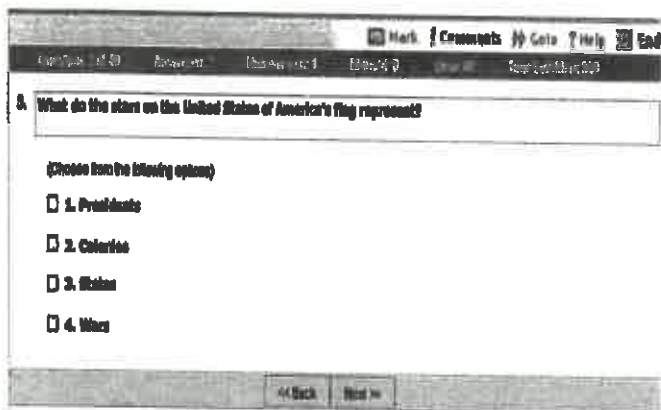 Mark Comments Goto ? Help End
What do the stars on the United States of America's flag represent?
(Choose from the following options)
1. Presidents
2. Colonies
3. States
4. Wars
<< Back Next >>